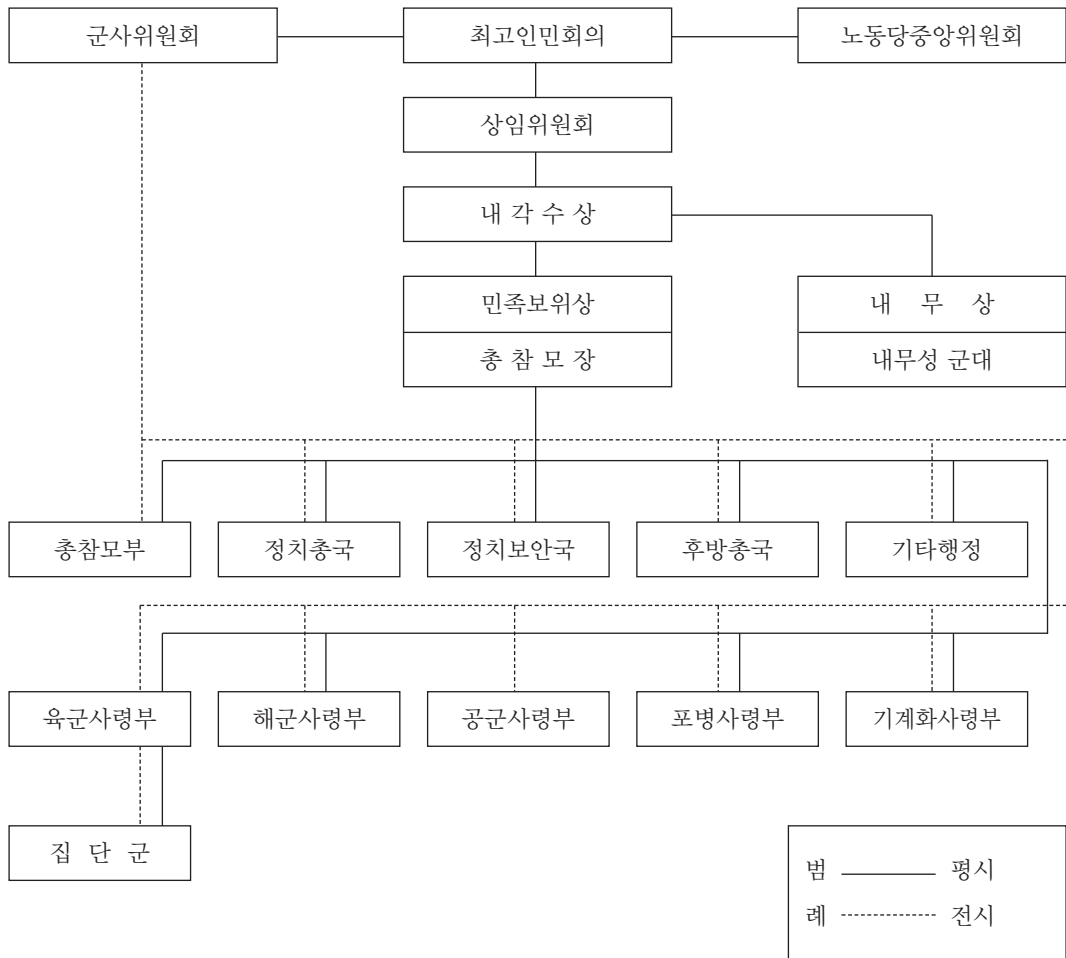 군사위원회 최고인민회의 노동당중앙위원회
상임위원회
내 각 수 상
민족보위상 내 무 상
총 참 모 장 내무성 군대
총참모부 정치총국 정치보안국 후방총국 기타행정
육군사령부 해군사령부 공군사령부 포병사령부 기계화사령부
집 단 군
범 평시
례 전시